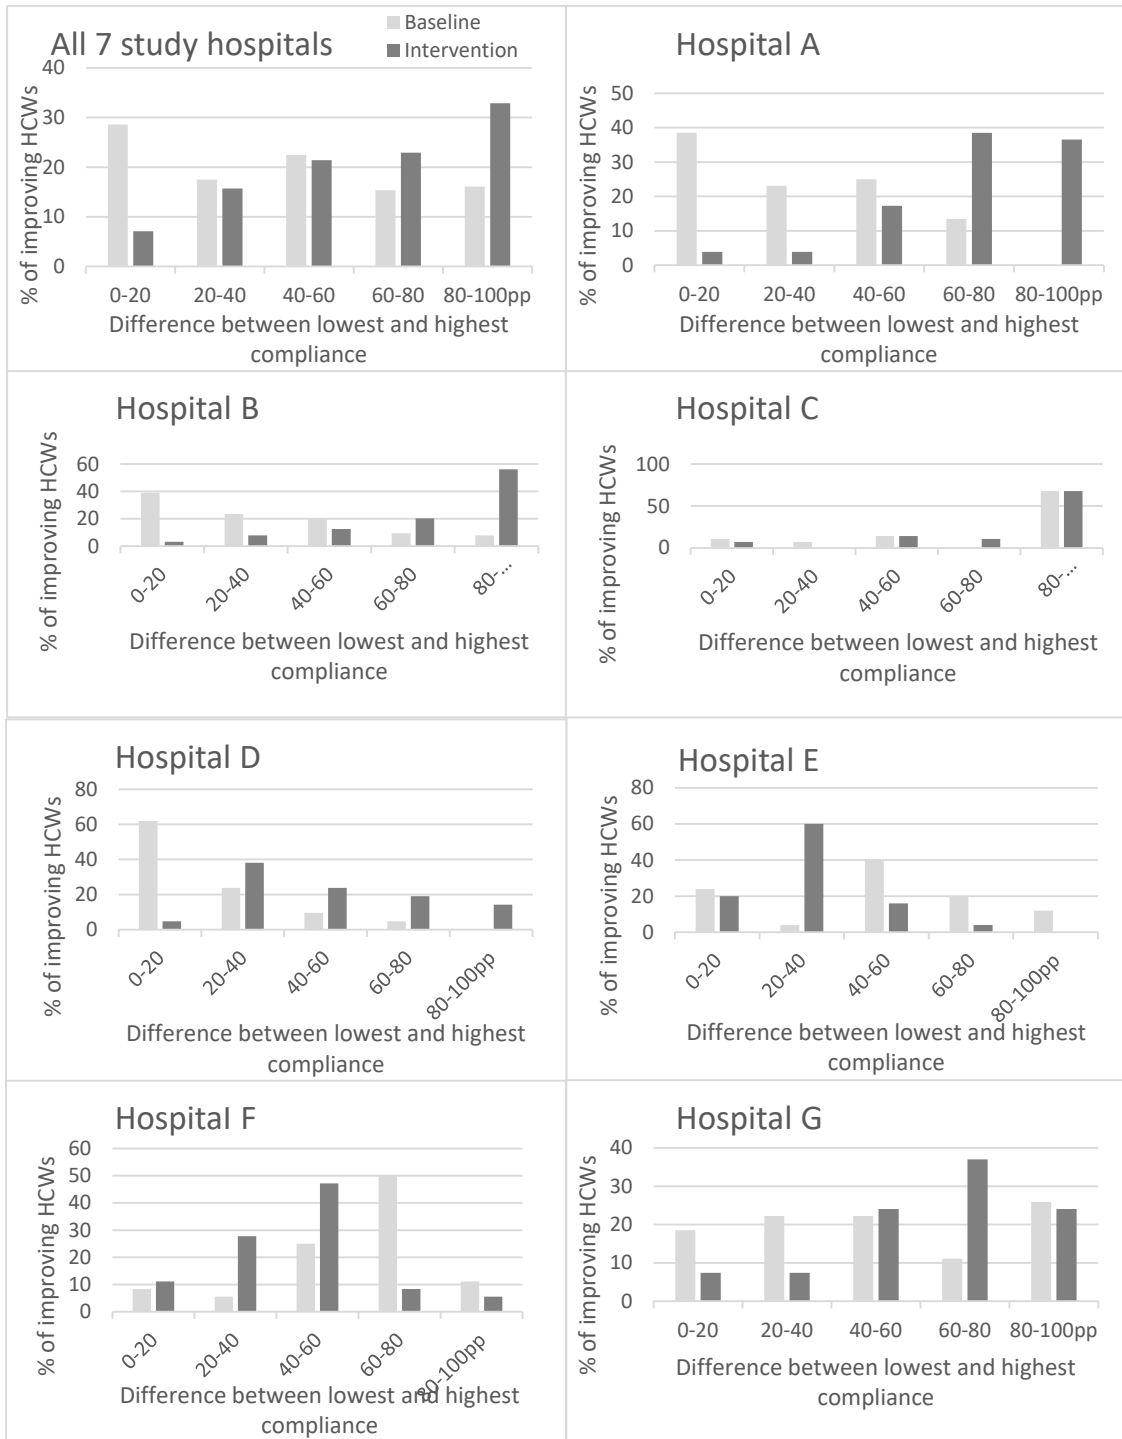 All 7 study hospitals
Baseline
Intervention
% of improving HCWs
40
30
20
10
0
0-20 20-40 40-60 60-80 80-100pp
Difference between lowest and highest
compliance
Hospital A
% of improving HCWs
50
40
30
20
10
0
0-20 20-40 40-60 60-80 80-100pp
Difference between lowest and highest
compliance
Hospital B
% of improving HCWs
60
40
20
0
0-20 20-40 40-60 60-80 80-...
Difference between lowest and highest
compliance
Hospital C
% of improving HCWs
100
50
0
0-20 20-40 40-60 60-80 80-...
Difference between lowest and highest
compliance
Hospital D
% of improving HCWs
80
60
40
20
0
0-20 20-40 40-60 60-80 80-100pp
Difference between lowest and highest
compliance
Hospital E
% of improving HCWs
80
60
40
20
0
0-20 20-40 40-60 60-80 80-100pp
Difference between lowest and highest
compliance
Hospital F
% of improving HCWs
60
50
40
30
20
10
0
0-20 20-40 40-60 60-80 80-100pp
Difference between lowest and highest
compliance
Hospital G
% of improving HCWs
40
30
20
10
0
0-20 20-40 40-60 60-80 80-100pp
Difference between lowest and highest
compliance